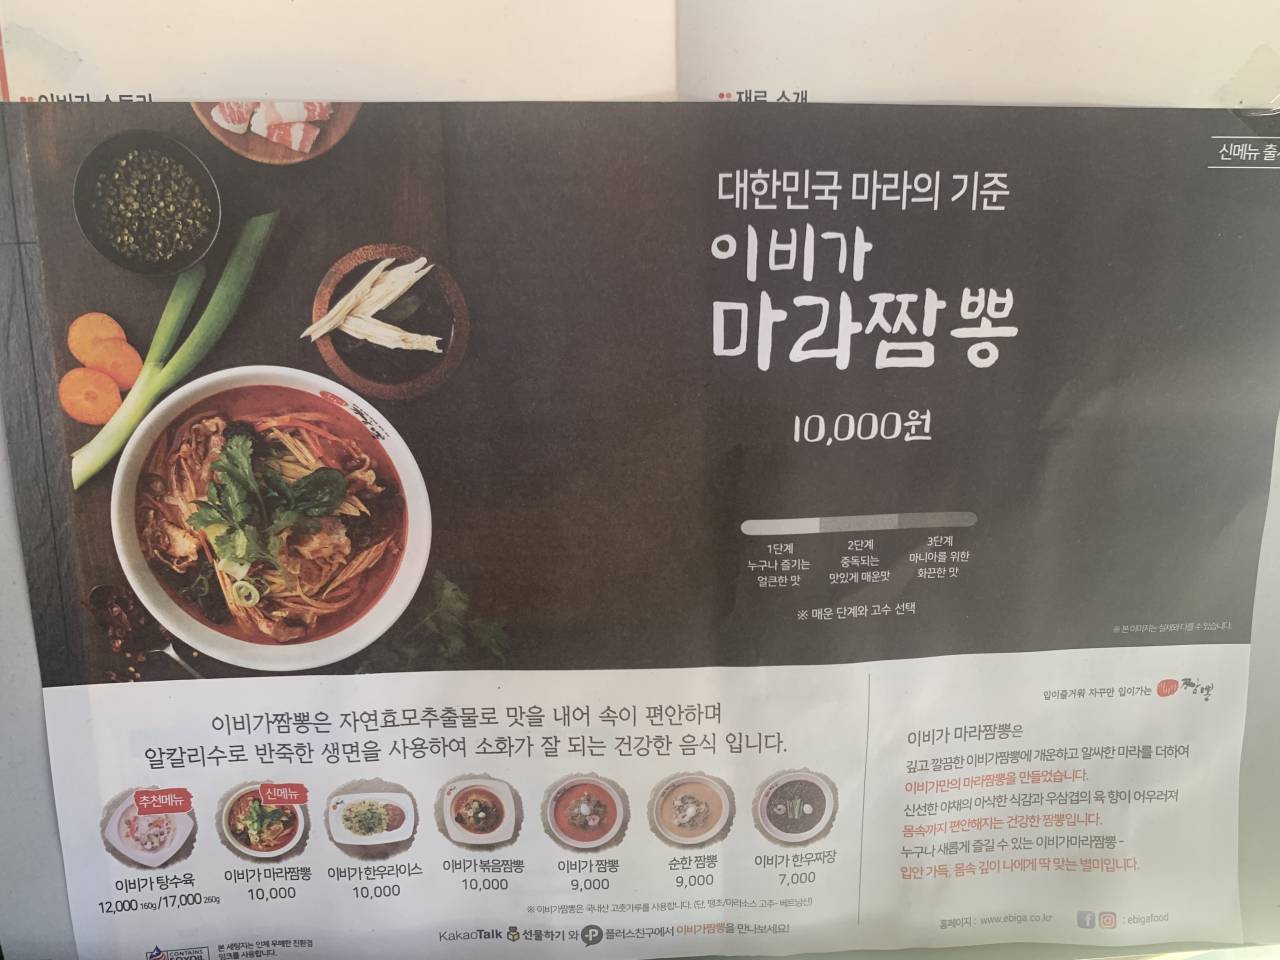 재료 소개
신메뉴 출시
대한민국 마라의 기준
이비가
마라짬뽕
10,000원
1단계
누구나 즐기는
얼큰한 맛
2단계
중독되는
맛있게 매운맛
3단계
마니아를 위한
화끈한 맛
※ 매운 단계와 고수 선택
※ 본 이미지는 실제와 다를 수 있습니다.
이비가짬뽕은 자연효모추출물로 맛을 내어 속이 편안하며
알칼리수로 반죽한 생면을 사용하여 소화가 잘 되는 건강한 음식 입니다.
추천메뉴
이비가 탕수육
12,000 160g/17,000 260g
신메뉴
이비가 마라짬뽕
10,000
이비가 한우라이스
10,000
이비가 볶음짬뽕
10,000
이비가 짬뽕
9,000
순한 짬뽕
9,000
이비가 한우짜장
7,000
※ 이비가짬뽕은 국내산 고춧가루를 사용합니다. (단, 땡초/마라소스 고추- 베트남산)
KakaoTalk 선물하기 와 플러스친구에서 이비가짬뽕을 만나보세요!
CONTAINS
SOYOIL
본 세팅지는 인체 무해한 친환경
잉크를 사용합니다.
입이즐거워 자꾸만 입이가는 이비가 짬뽕
이비가 마라짬뽕은
깊고 깔끔한 이비가짬뽕에 개운하고 알싸한 마라를 더하여
이비가만의 마라짬뽕을 만들었습니다.
신선한 야채의 아삭한 식감과 우삼겹의 육 향이 어우러져
몸속까지 편안해지는 건강한 짬뽕입니다.
누구나 새롭게 즐길 수 있는 이비가마라짬뽕 -
입안 가득, 몸속 깊이 나에게 딱 맞는 별미입니다.
홈페이지 : www.ebiga.co.kr : ebigafood